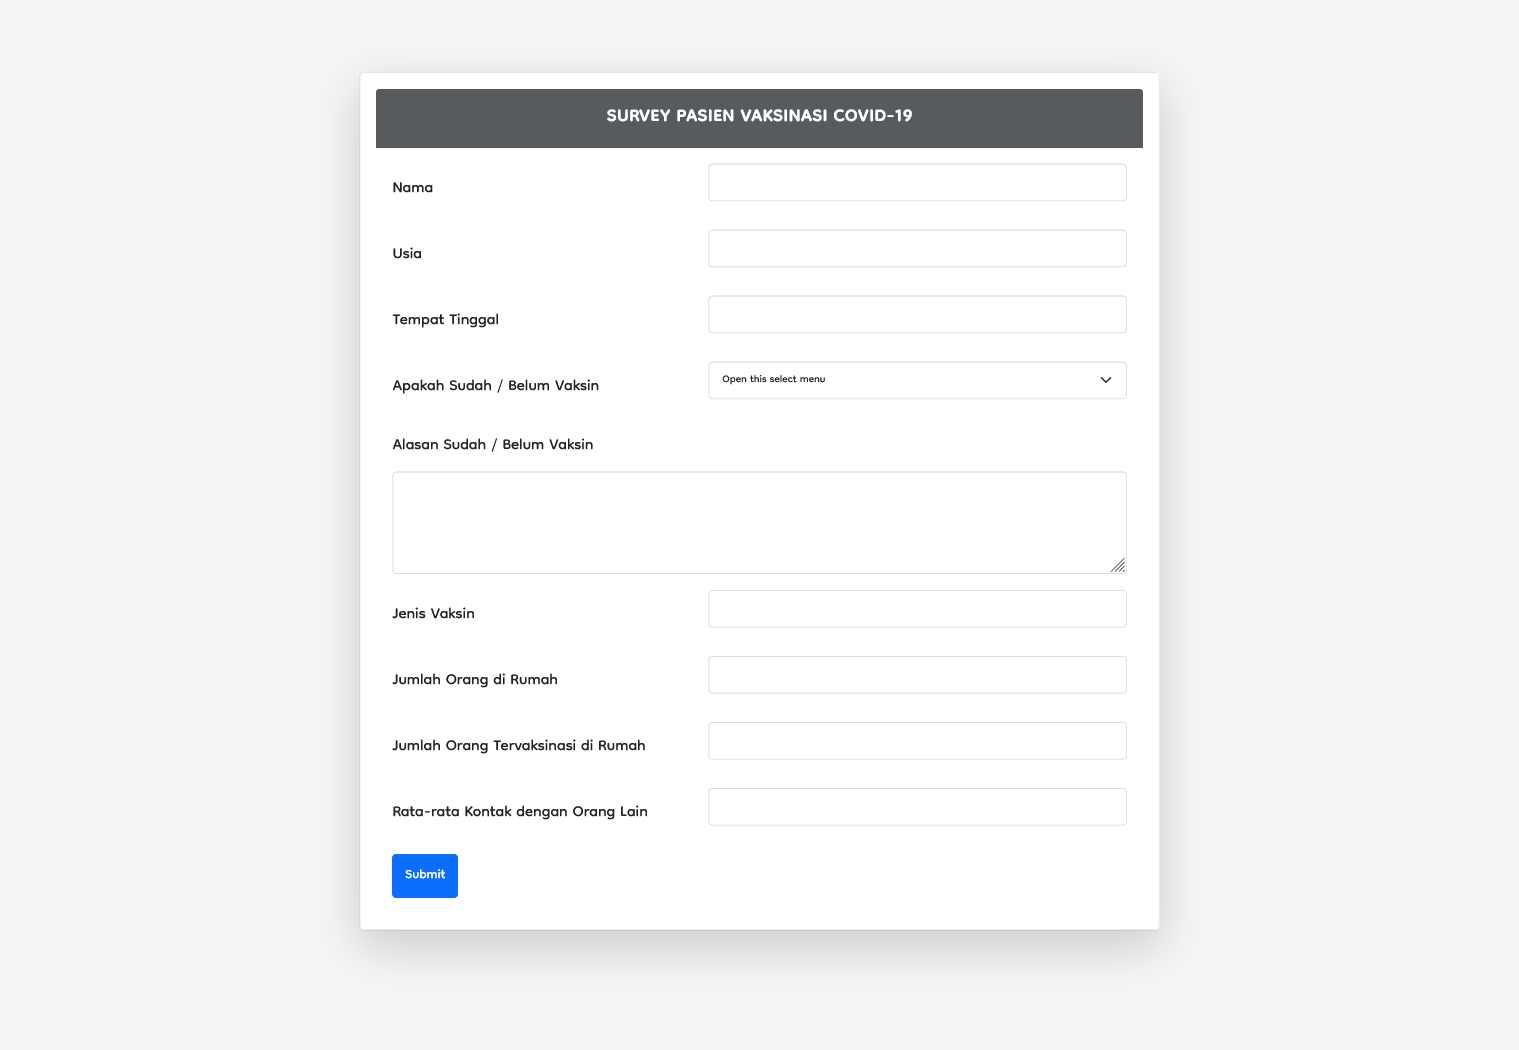 SURVEY PASIEN VAKSINASI COVID-19
Nama
Usia
Tempat Tinggal
Apakah Sudah / Belum Vaksin
Open this select menu
Alasan Sudah / Belum Vaksin
Jenis Vaksin
Jumlah Orang di Rumah
Jumlah Orang Tervaksinasi di Rumah
Rata-rata Kontak dengan Orang Lain
Submit